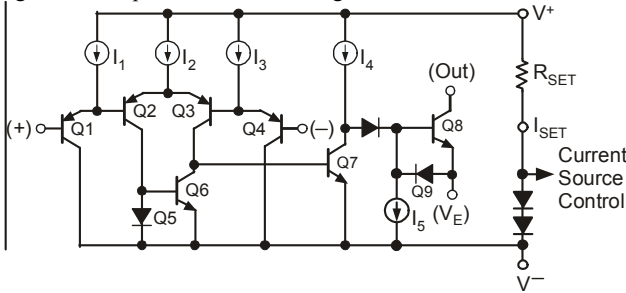 V+
I1
I2
I3
I4
RSET
(Out)
(+)
Q1
Q2
Q3
Q4
(–)
Q8
ISET
Q7
Current
Source
Control
Q6
Q5
Q9
I5
(VE)
V–